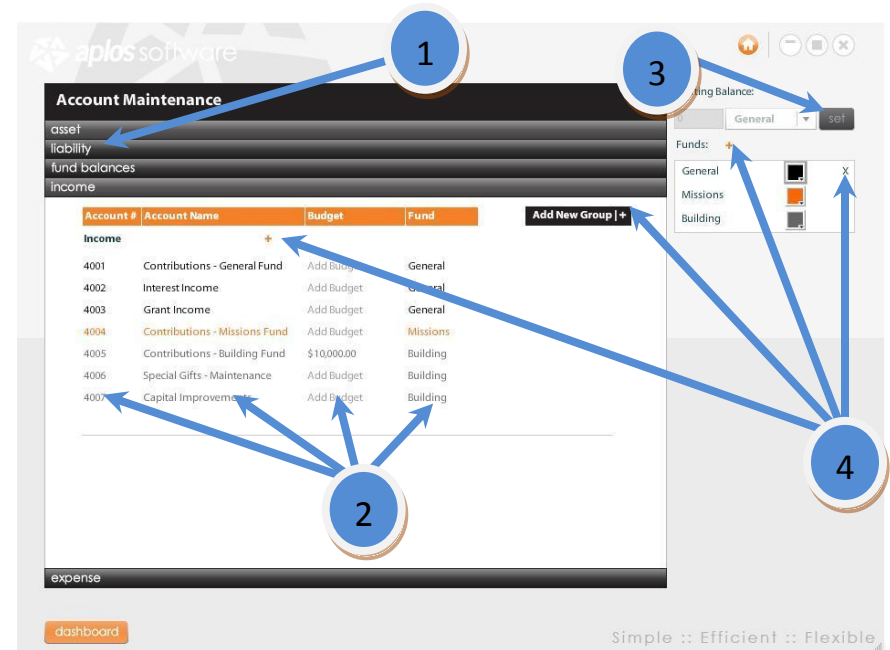 aplos software
1
3
Account Maintenance
ting Balance:
0 General set
asset
liability
fund balances
income
Funds: +
General X
Missions
Building
Account # Account Name Budget Fund
Add New Group | +
Income +
4001 Contributions - General Fund Add Budget General
4002 Interest Income Add Budget General
4003 Grant Income Add Budget General
4004 Contributions - Missions Fund Add Budget Missions
4005 Contributions - Building Fund $10,000.00 Building
4006 Special Gifts - Maintenance Add Budget Building
4007 Capital Improvements Add Budget Building
4
2
expense
dashboard
Simple :: Efficient :: Flexible